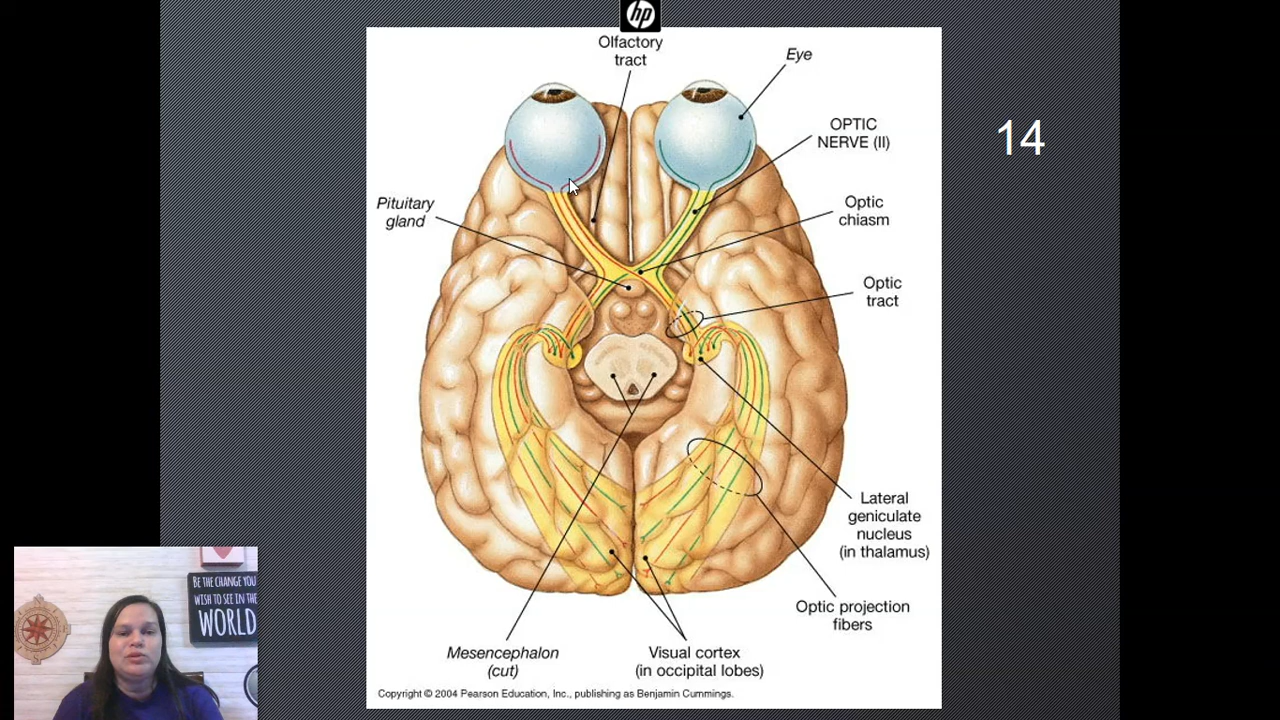 hp
Olfactory
tract
Eye
OPTIC
NERVE (II)
14
Pituitary
gland
Optic
chiasm
Optic
tract
Lateral
geniculate
nucleus
(in thalamus)
Optic projection
fibers
Mesencephalon
(cut)
Visual cortex
(in occipital lobes)
Copyright © 2004 Pearson Education, Inc., publishing as Benjamin Cummings.
BE THE CHANGE YOU
WISH TO SEE IN THE
WORLD